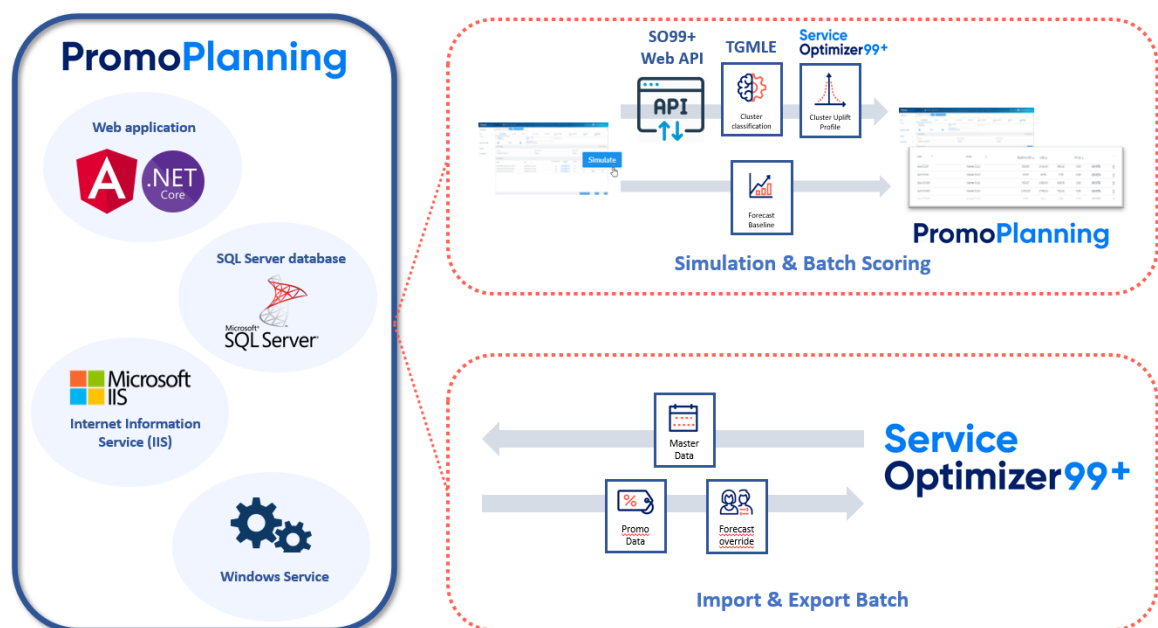 PromoPlanning
Web application
A
.NET
Core
SQL Server database
Microsoft®
SQL Server
Microsoft
IIS
Internet Information
Service (IIS)
Windows Service
SO99+
Web API
TGMLE
Service
Optimizer99+
API
Cluster
classification
Cluster Uplift
Profile
Simulate
Forecast
Baseline
PromoPlanning
Simulation & Batch Scoring
Master
Data
Service
Optimizer99+
%
Promo
Data
Forecast
override
Import & Export Batch